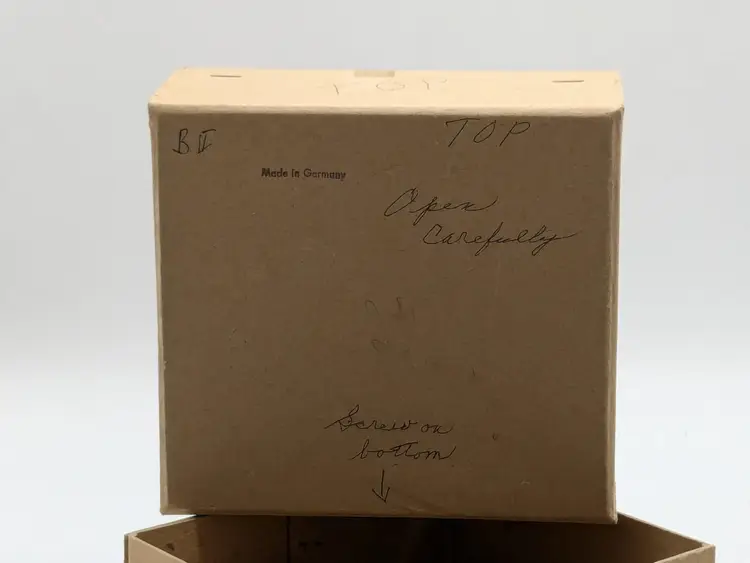 TOP
TOP
B II
Made in Germany
Open
Carefully
Screw on
bottom